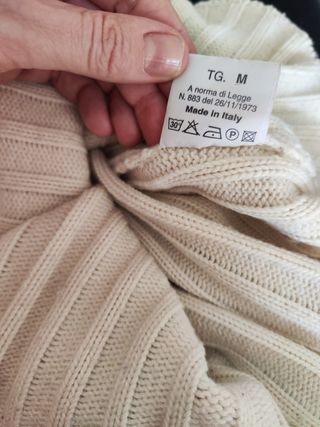 TG. M
A norma di Legge
N. 883 del 26/11/1973
Made in Italy
30 P